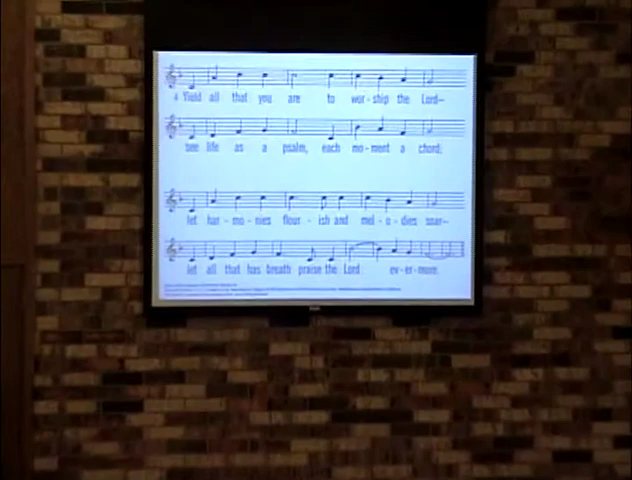 4 Yield all that you are to wor-ship the Lord—
see life as a psalm, each mo-ment a chord;
let har-mo-nies flour-ish and mel-o-dies soar—
let all that has breath praise the Lord ev-er-more.